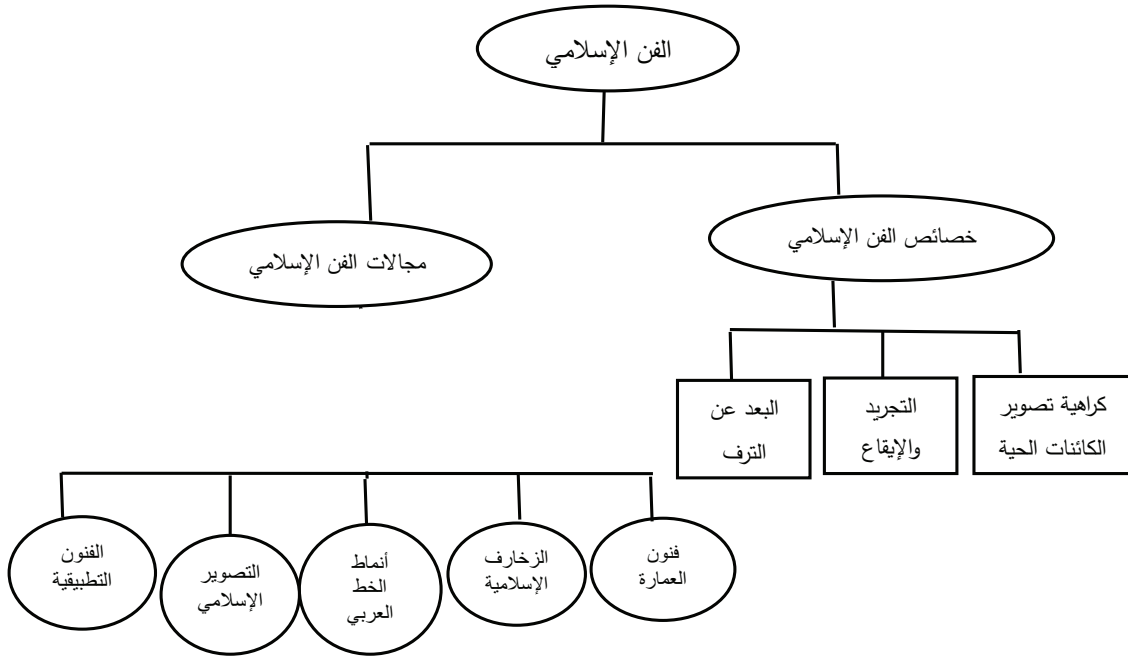 الفن الإسلامي
خصائص الفن الإسلامي
مجالات الفن الإسلامي
كراهية تصوير
الكائنات الحية
التجريد
والإيقاع
البعد عن
الترف
فنون
العمارة
الزخارف
الإسلامية
أنماط
الخط
العربي
التصوير
الإسلامي
الفنون
التطبيقية